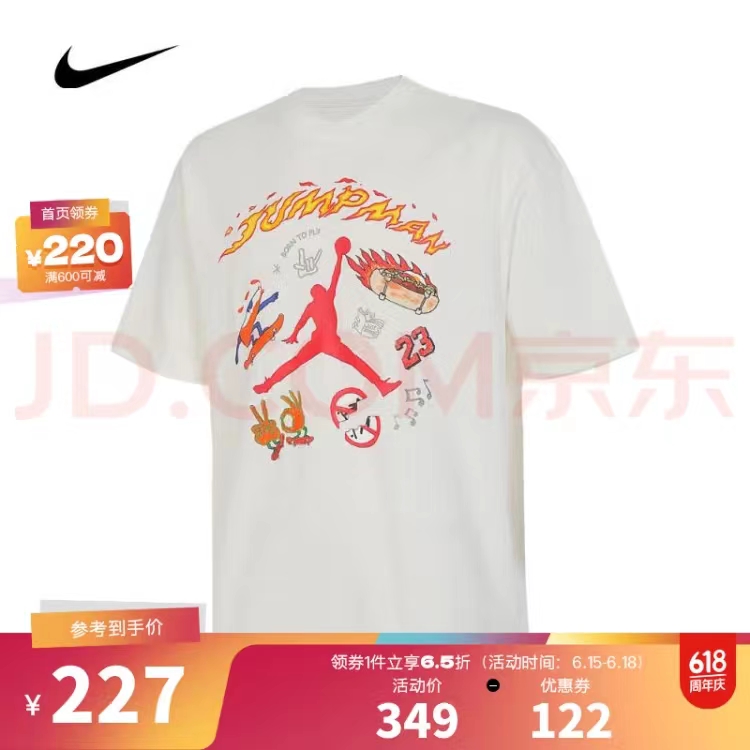 首页领券
¥220
满600可减
JUMPMAN
BORN TO FLY
23
JD.COM京东
参考到手价
¥227
领券1件立享6.5折（活动时间：6.15-6.18）
活动价 优惠券
349 - 122
618
周年庆